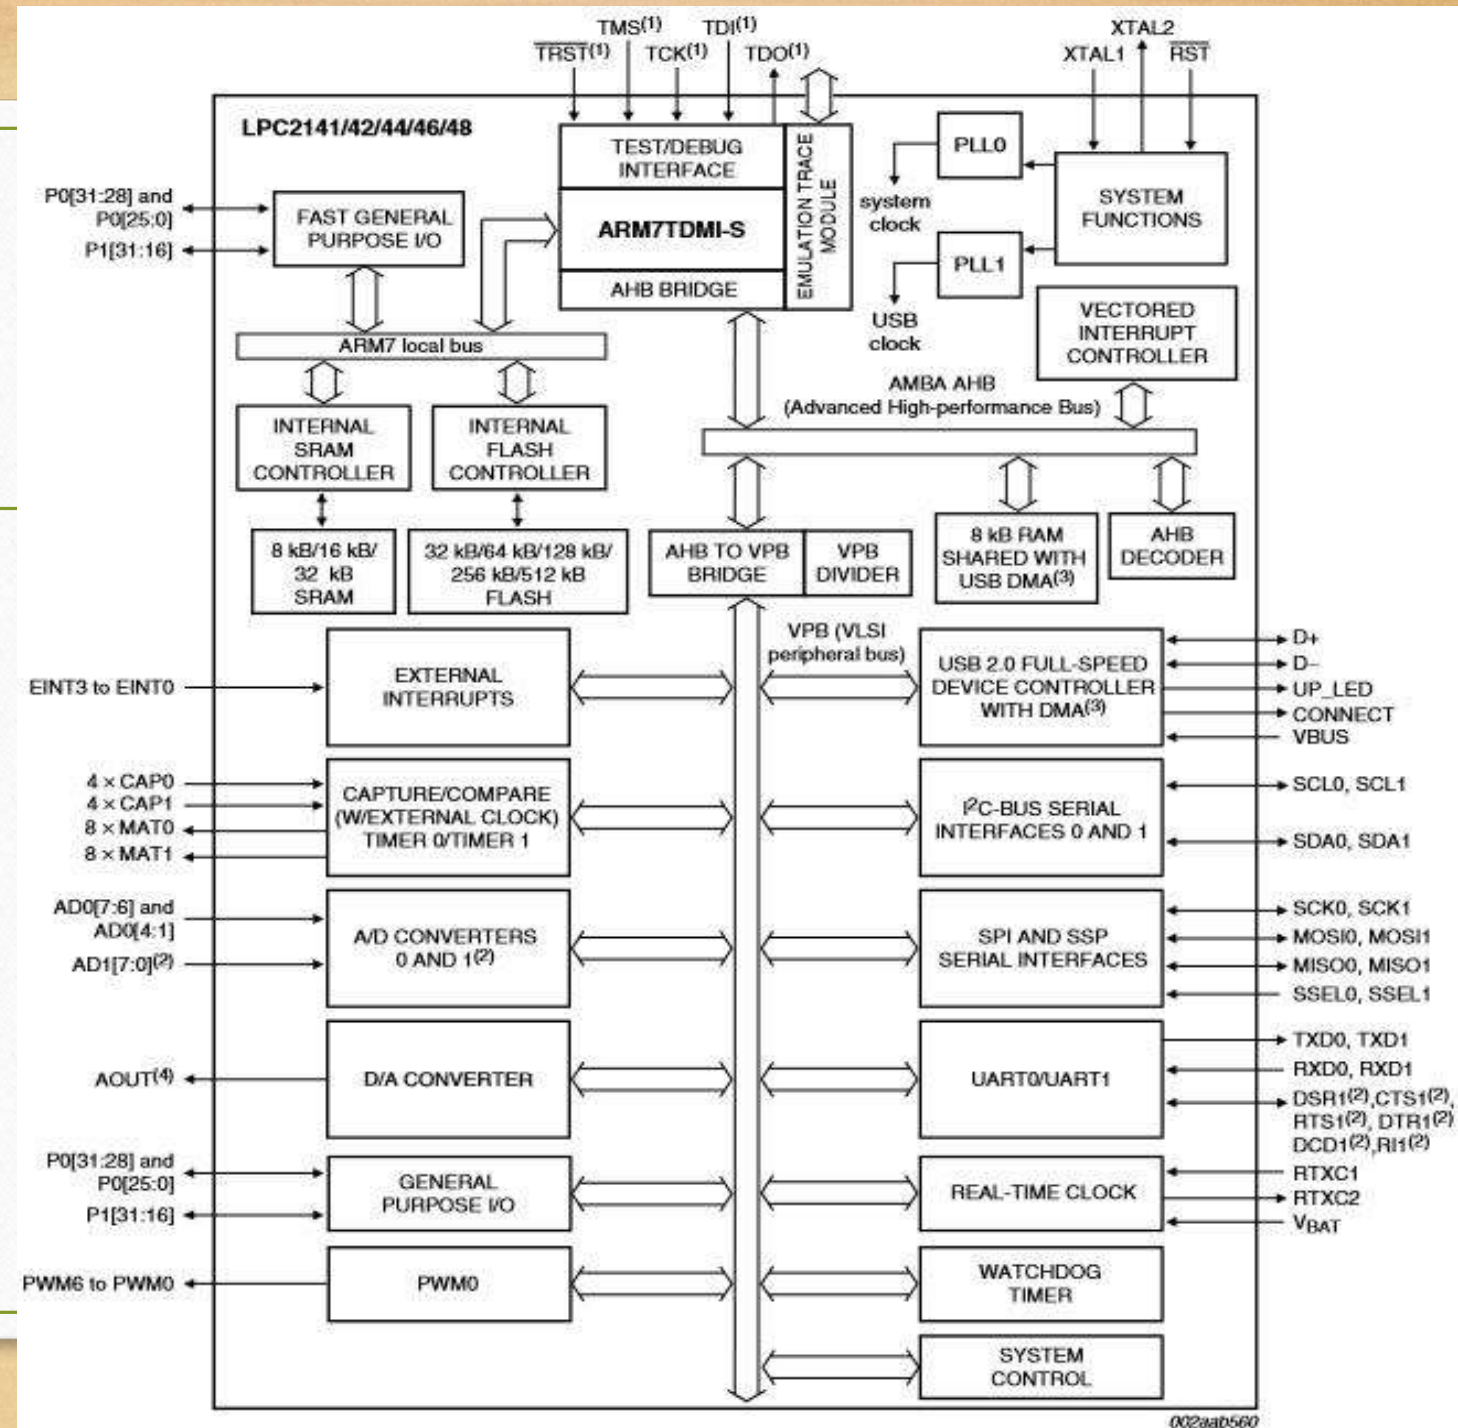 TMS(1)
TDI(1)
TRST(1)
TCK(1)
TDO(1)
XTAL2
XTAL1
RST
LPC2141/42/44/46/48
TEST/DEBUG
INTERFACE
ARM7TDMI-S
AHB BRIDGE
EMULATION TRACE
MODULE
PLL0
system
clock
PLL1
USB
clock
SYSTEM
FUNCTIONS
P0[31:28] and
P0[25:0]
P1[31:16]
FAST GENERAL
PURPOSE I/O
VECTORED
INTERRUPT
CONTROLLER
ARM7 local bus
AMBA AHB
(Advanced High-performance Bus)
INTERNAL
SRAM
CONTROLLER
INTERNAL
FLASH
CONTROLLER
8 kB/16 kB/
32 kB
SRAM
32 kB/64 kB/128 kB/
256 kB/512 kB
FLASH
AHB TO VPB
BRIDGE
VPB
DIVIDER
8 kB RAM
SHARED WITH
USB DMA(3)
AHB
DECODER
VPB (VLSI
peripheral bus)
EINT3 to EINT0
EXTERNAL
INTERRUPTS
USB 2.0 FULL-SPEED
DEVICE CONTROLLER
WITH DMA(3)
D+
D−
UP_LED
CONNECT
VBUS
4 × CAP0
4 × CAP1
8 × MAT0
8 × MAT1
CAPTURE/COMPARE
(W/EXTERNAL CLOCK)
TIMER 0/TIMER 1
I2C-BUS SERIAL
INTERFACES 0 AND 1
SCL0, SCL1
SDA0, SDA1
AD0[7:6] and
AD0[4:1]
AD1[7:0](2)
A/D CONVERTERS
0 AND 1(2)
SPI AND SSP
SERIAL INTERFACES
SCK0, SCK1
MOSI0, MOSI1
MISO0, MISO1
SSEL0, SSEL1
AOUT(4)
D/A CONVERTER
UART0/UART1
TXD0, TXD1
RXD0, RXD1
DSR1(2),CTS1(2),
RTS1(2), DTR1(2)
DCD1(2),RI1(2)
P0[31:28] and
P0[25:0]
P1[31:16]
GENERAL
PURPOSE I/O
REAL-TIME CLOCK
RTXC1
RTXC2
VBAT
PWM6 to PWM0
PWM0
WATCHDOG
TIMER
SYSTEM
CONTROL
002aab560